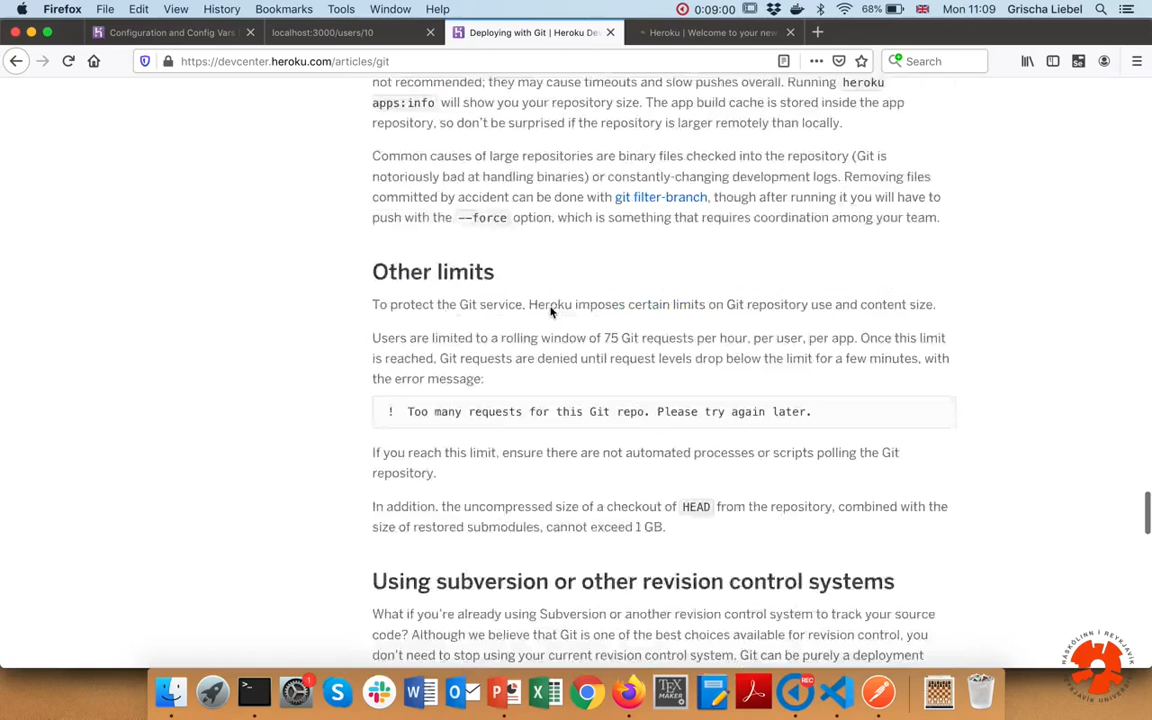 Firefox File Edit View History Bookmarks Tools Window Help 0:09:00 68% Mon 11:09 Grischa Liebel
Configuration and Config Vars localhost:3000/users/10 Deploying with Git | Heroku De Heroku | Welcome to your new
https://devcenter.heroku.com/articles/git Search
not recommended; they may cause timeouts and slow pushes overall. Running heroku
apps:info will show you your repository size. The app build cache is stored inside the app
repository, so don't be surprised if the repository is larger remotely than locally.
Common causes of large repositories are binary files checked into the repository (Git is
notoriously bad at handling binaries) or constantly-changing development logs. Removing files
committed by accident can be done with git filter-branch, though after running it you will have to
push with the --force option, which is something that requires coordination among your team.
Other limits
To protect the Git service, Heroku imposes certain limits on Git repository use and content size.
Users are limited to a rolling window of 75 Git requests per hour, per user, per app. Once this limit
is reached, Git requests are denied until request levels drop below the limit for a few minutes, with
the error message:
! Too many requests for this Git repo. Please try again later.
If you reach this limit, ensure there are not automated processes or scripts polling the Git
repository.
In addition, the uncompressed size of a checkout of HEAD from the repository, combined with the
size of restored submodules, cannot exceed 1 GB.
Using subversion or other revision control systems
What if you're already using Subversion or another revision control system to track your source
code? Although we believe that Git is one of the best choices available for revision control, you
don't need to stop using your current revision control system. Git can be purely a deployment